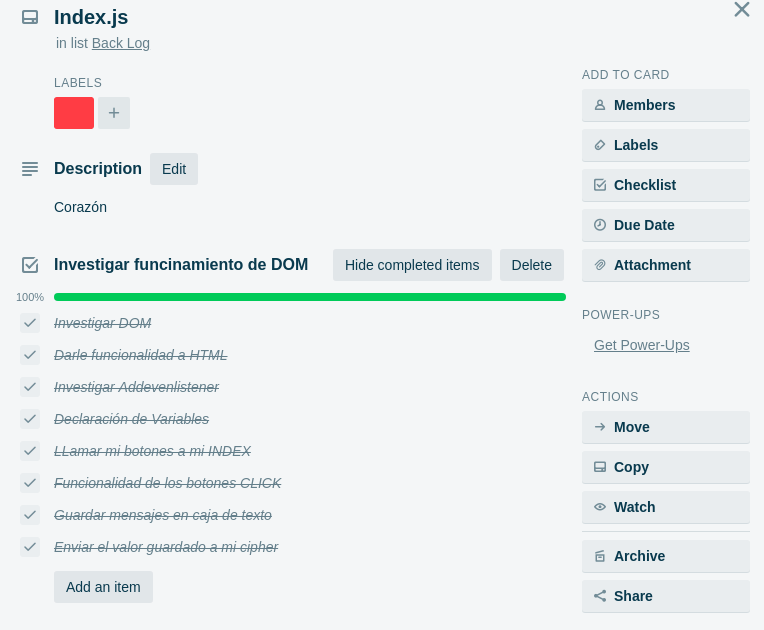 Index.js
in list Back Log
LABELS
+
Description
Edit
Corazón
Investigar funcinamiento de DOM
Hide completed items
Delete
100%
Investigar DOM
Darle funcionalidad a HTML
Investigar Addevenlistener
Declaración de Variables
LLamar mi botones a mi INDEX
Funcionalidad de los botones CLICK
Guardar mensajes en caja de texto
Enviar el valor guardado a mi cipher
Add an item
ADD TO CARD
Members
Labels
Checklist
Due Date
Attachment
POWER-UPS
Get Power-Ups
ACTIONS
Move
Copy
Watch
Archive
Share